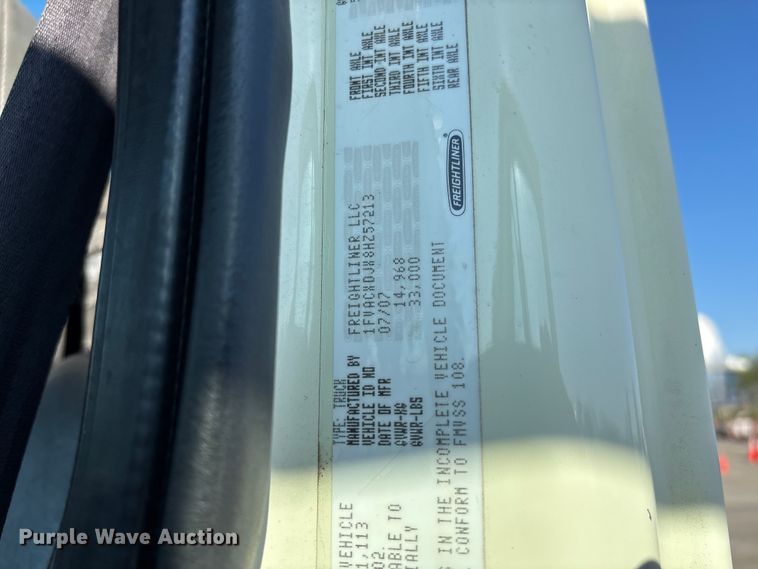 TYPE: TRUCK
MANUFACTURED BY FREIGHTLINER LLC
VEHICLE ID NO 1FVACXDJX8HZ57213
DATE OF MFR 07/07
GVWR-KG 14,968
GVWR-LBS 33,000
FRONT AXLE
FIRST INT AXLE
SECOND INT AXLE
THIRD INT AXLE
FOURTH INT AXLE
FIFTH INT AXLE
SIXTH INT AXLE
REAR AXLE
FREIGHTLINER
VEHICLE
1,113
02.
ABLE TO
IALLY
S IN THE INCOMPLETE VEHICLE DOCUMENT
CONFORM TO FMVSS 108.
Purple Wave Auction